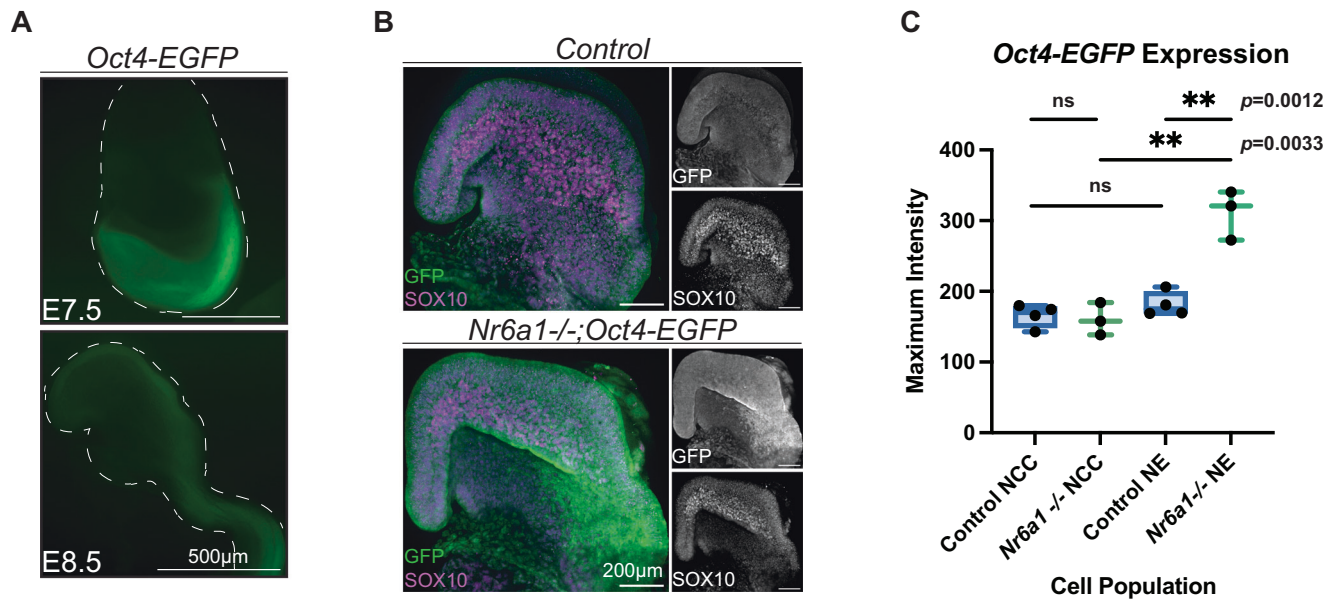 A
Oct4-EGFP
E7.5
E8.5
500µm
B
Control
GFP
SOX10
GFP
SOX10
Nr6a1-/-;Oct4-EGFP
GFP
SOX10
200µm
GFP
SOX10
C
Oct4-EGFP Expression
ns
** p=0.0012
** p=0.0033
ns
Maximum Intensity
400
300
200
100
0
Control NCC
Nr6a1 -/- NCC
Control NE
Nr6a1-/- NE
Cell Population